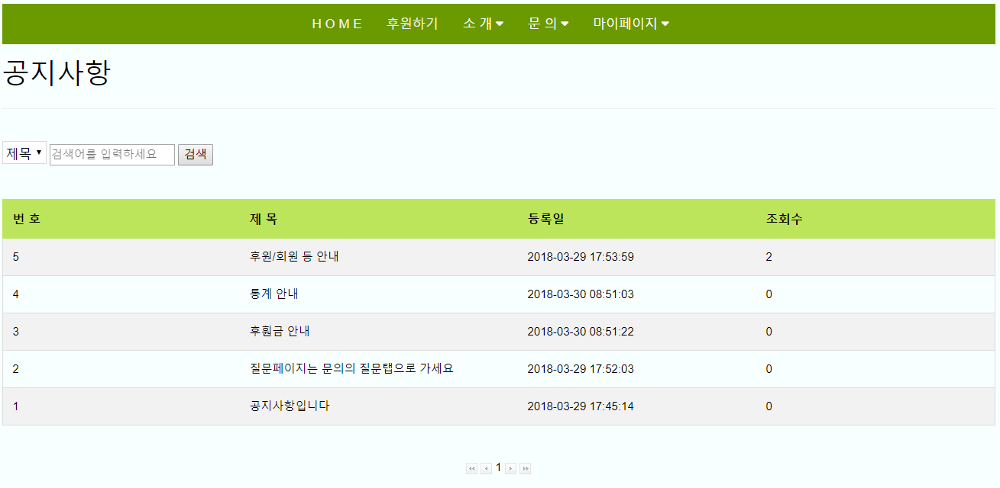 H O M E 후원하기 소 개 문 의 마이페이지
공지사항
제목 검색어를 입력하세요 검색
번 호 제 목 등록일 조회수
5 후원/회원 등 안내 2018-03-29 17:53:59 2
4 통계 안내 2018-03-30 08:51:03 0
3 후훤금 안내 2018-03-30 08:51:22 0
2 질문페이지는 문의의 질문탭으로 가세요 2018-03-29 17:52:03 0
1 공지사항입니다 2018-03-29 17:45:14 0
1